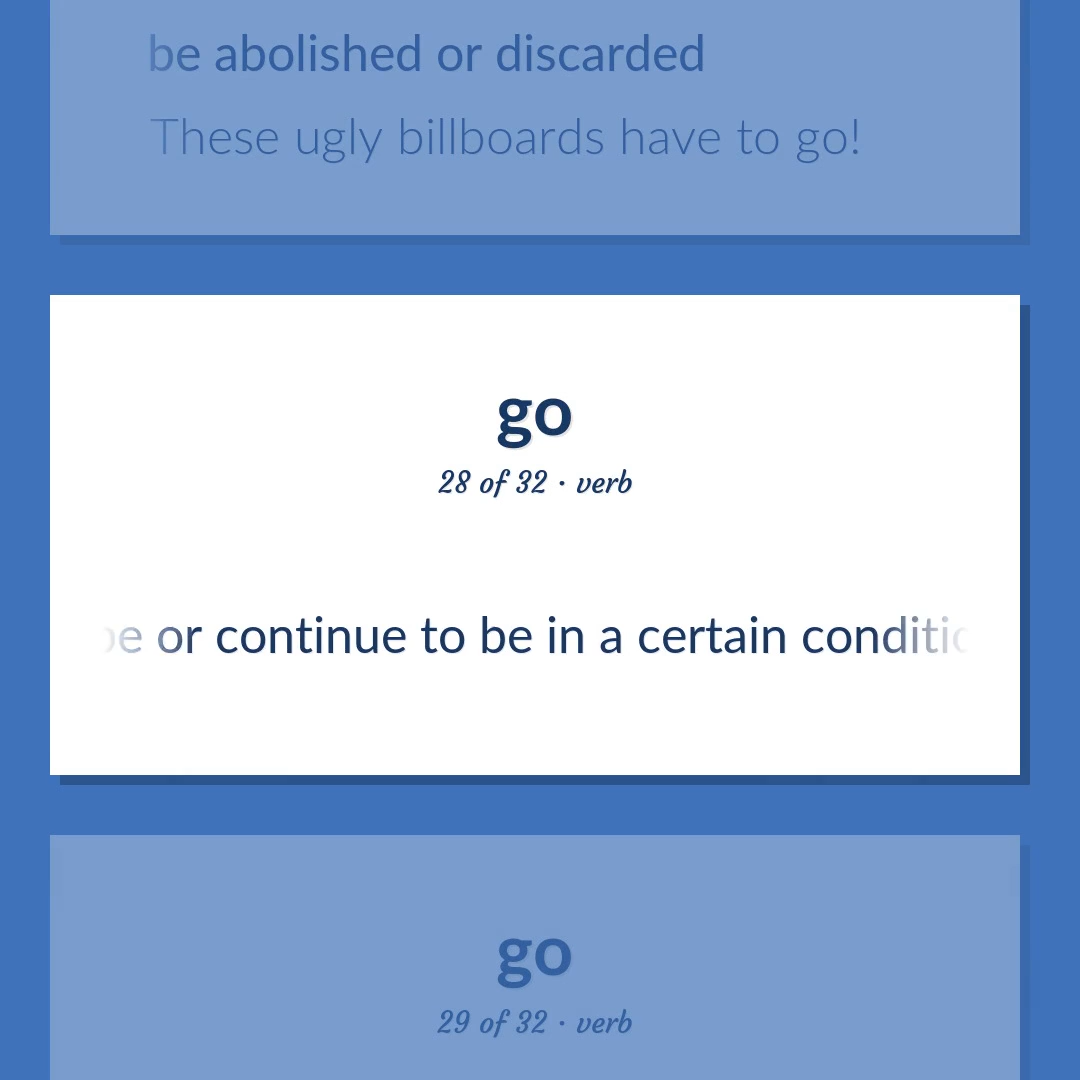 be abolished or discarded
These ugly billboards have to go!
go
28 of 32 · verb
or continue to be in a certain
go
29 of 32 · verb